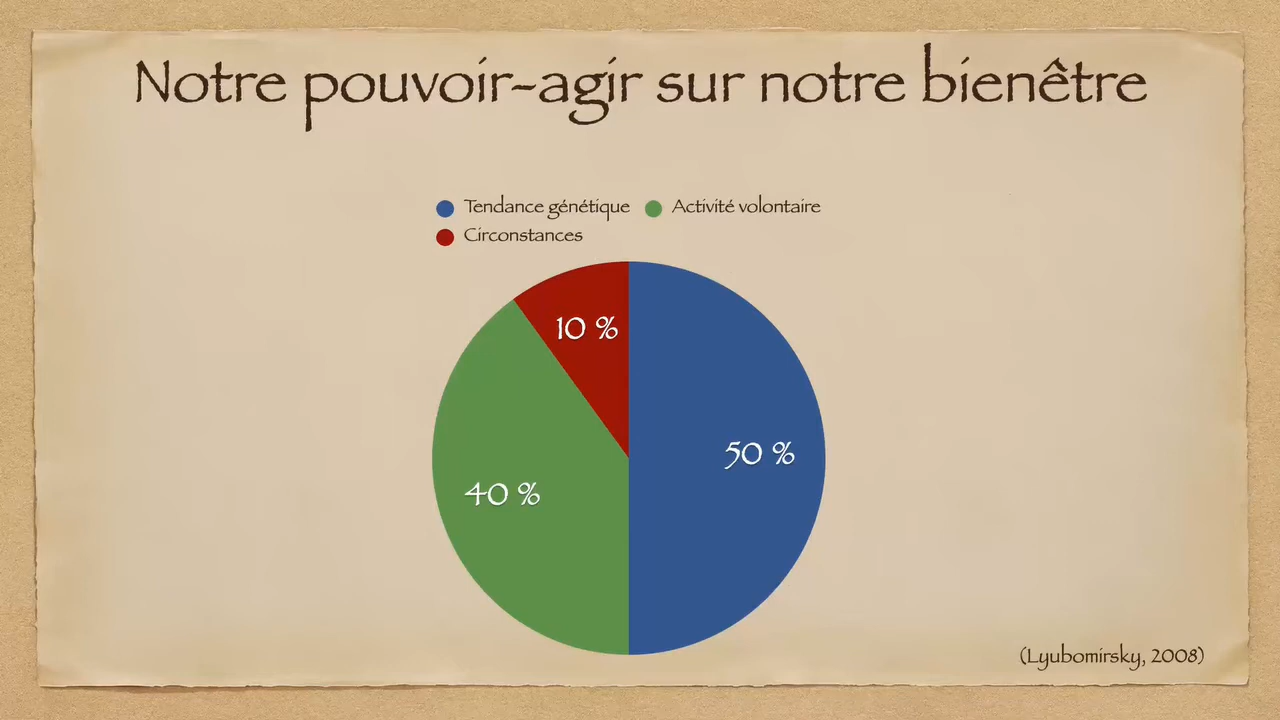 Notre pouvoir-agir sur notre bienêtre
Tendance génétique Activité volontaire
Circonstances
10 %
50 %
40 %
(Lyubomirsky, 2008)